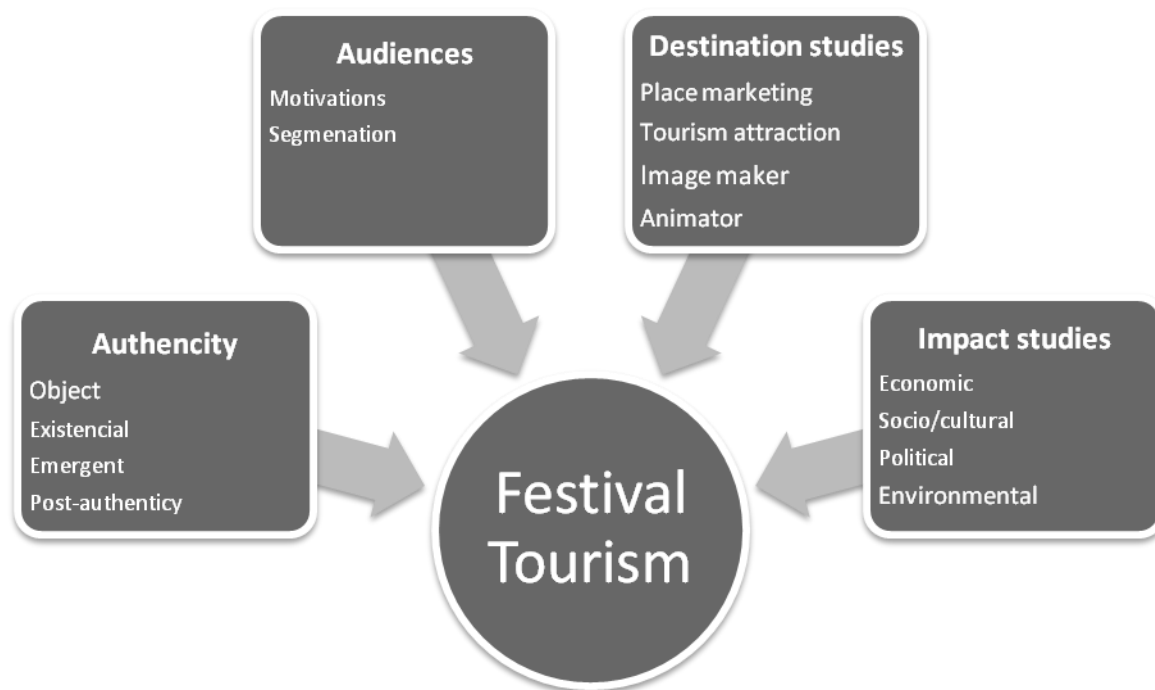 Audiences
Motivations
Segmenation
Destination studies
Place marketing
Tourism attraction
Image maker
Animator
Authencity
Object
Existencial
Emergent
Post-authenticy
Impact studies
Economic
Socio/cultural
Political
Environmental
Festival
Tourism